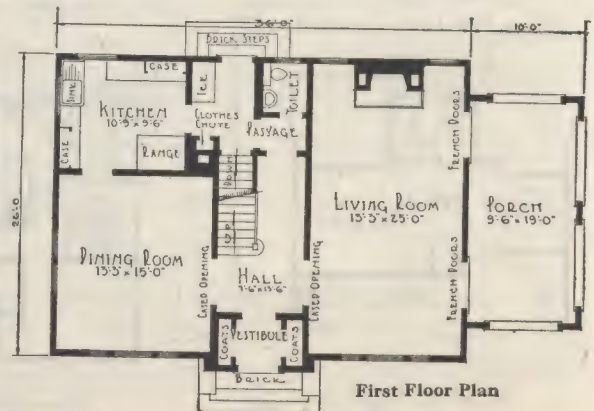 36'-0"
10'-0"
BRICK STEPS
CASE
ICE
TOILET
SINK
KITCHEN
10'-9" x 9'-6"
CLOTHES
CHUTE
PASSAGE
FRENCH DOORS
CASE
RANGE
DOWN
26'-0
LIVING ROOM
13'-3" x 25'-0"
PORCH
9'-6" x 19'-0"
UP
DINING ROOM
13'-3" x 15'-0"
CASED OPENING
HALL
7'-6" x 13'-6"
CASED OPENING
FRENCH DOORS
COATS
VESTIBULE
COATS
BRICK
First Floor Plan